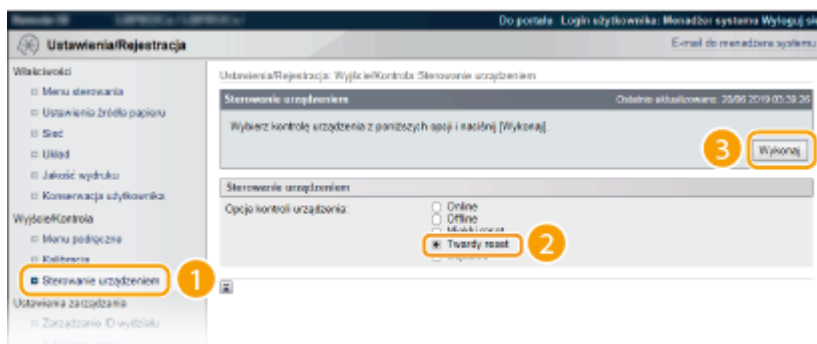 Do portalu Login użytkownika: Menadżer systemu Wyloguj się
Ustawienia/Rejestracja
E-mail do menadżera systemu
Właściwości
Menu sterowania
Ustawienia źródła papieru
Sieć
Układ
Jakość wydruku
Konserwacja użytkownika
Wyjście/Kontrola
Menu podręczne
Kalibracja
Sterowanie urządzeniem
1
Ustawienia zarządzania
Zarządzanie ID wydziału
Ustawienia/Rejestracja: Wyjście/Kontrola: Sterowanie urządzeniem
Sterowanie urządzeniem
Ostatnio aktualizowano: 20/06 2019 03:39:26
Wybierz kontrolę urządzenia z poniższych opcji i naciśnij [Wykonaj].
3
Wykonaj
Sterowanie urządzeniem
Opcje kontroli urządzenia:
Online
Offline
Miękki reset
Twardy reset
2